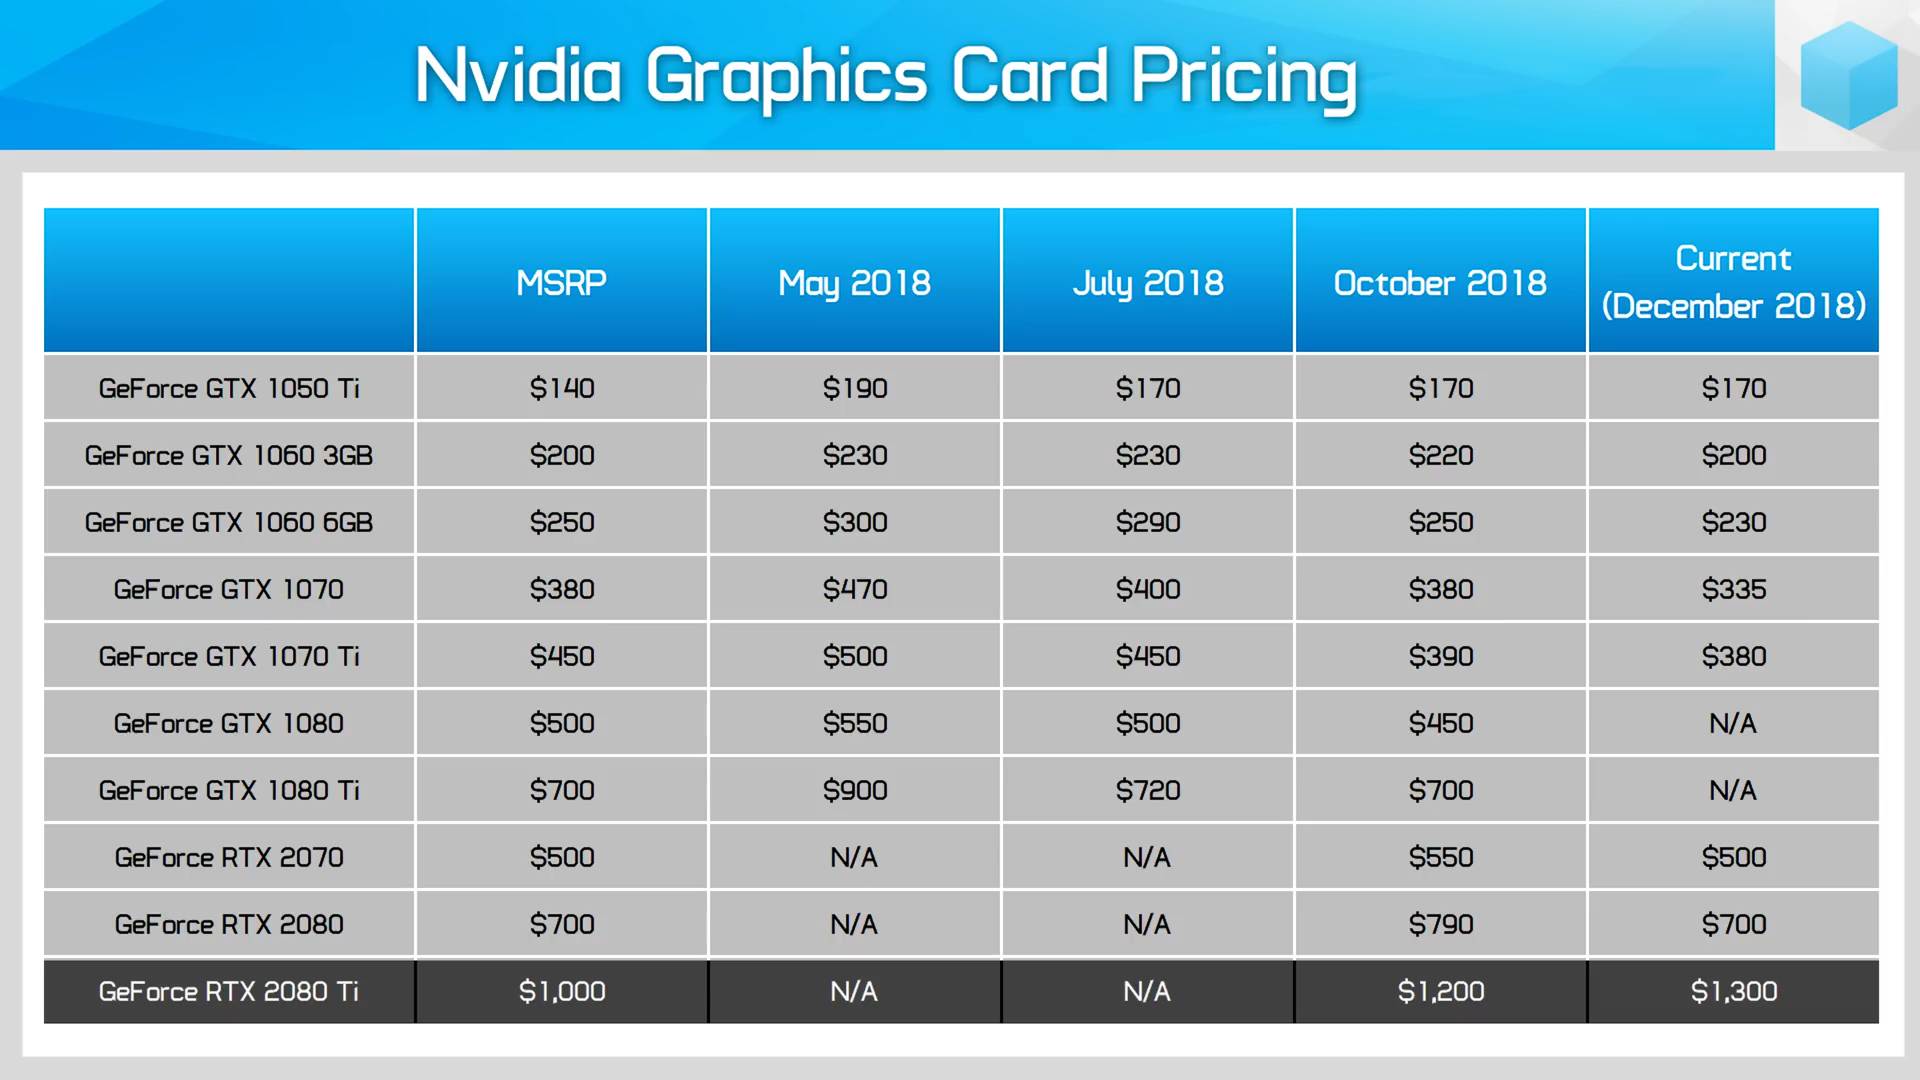 Nvidia Graphics Card Pricing
MSRP May 2018 July 2018 October 2018 Current
(December 2018)
GeForce GTX 1050 Ti $140 $190 $170 $170 $170
GeForce GTX 1060 3GB $200 $230 $230 $220 $200
GeForce GTX 1060 6GB $250 $300 $290 $250 $230
GeForce GTX 1070 $380 $470 $400 $380 $335
GeForce GTX 1070 Ti $450 $500 $450 $390 $380
GeForce GTX 1080 $500 $550 $500 $450 N/A
GeForce GTX 1080 Ti $700 $900 $720 $700 N/A
GeForce RTX 2070 $500 N/A N/A $550 $500
GeForce RTX 2080 $700 N/A N/A $790 $700
GeForce RTX 2080 Ti $1,000 N/A N/A $1,200 $1,300